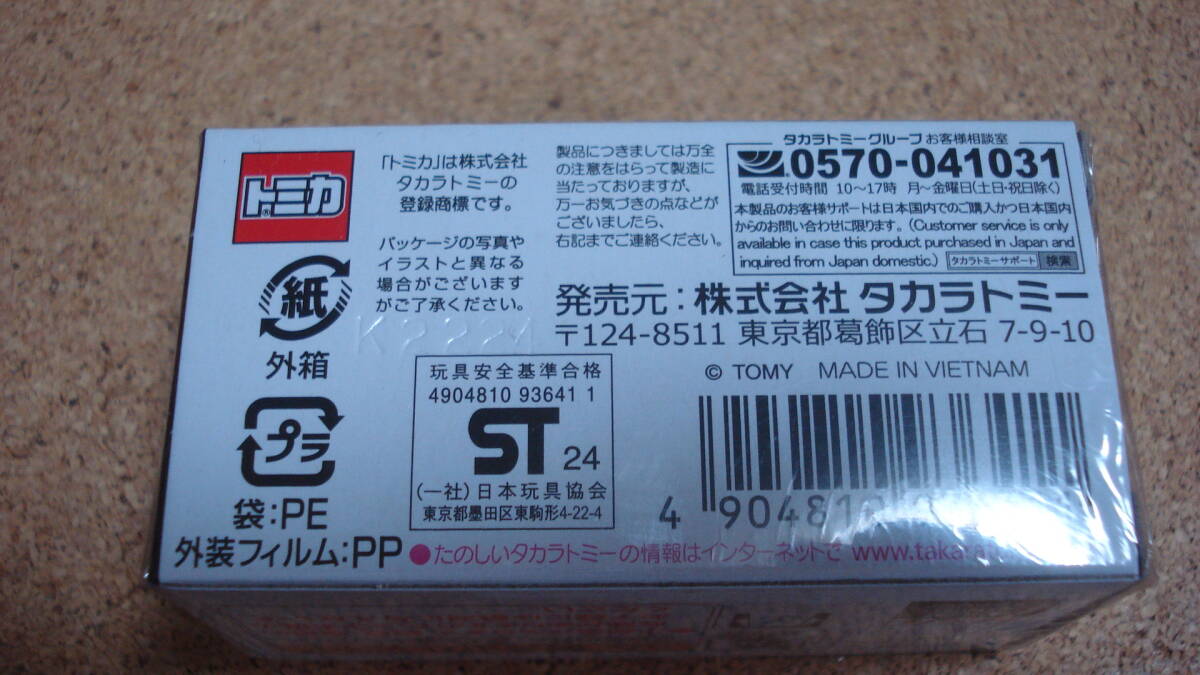 トミカ®
「トミカ」は株式会社
タカラトミーの
登録商標です。
パッケージの写真や
イラストと異なる
場合がございます
がご了承ください。
製品につきましては万全
の注意をはらって製造に
当たっておりますが、
万一お気づきの点などが
ございましたら、
右記までご連絡ください。
タカラトミーグループ お客様相談室
0570-041031
電話受付時間 10〜17時 月〜金曜日(土日・祝日除く)
本製品のお客様サポートは日本国内でのご購入かつ日本国内
からのお問い合わせに限ります。(Customer service is only
available in case this product purchased in Japan and
inquired from Japan domestic.) タカラトミーサポート 検索
発売元:株式会社 タカラトミー
〒124-8511 東京都葛飾区立石 7-9-10
© TOMY MADE IN VIETNAM
紙
外箱
プラ
袋:PE
外装フィルム:PP
玩具安全基準合格
4904810 93641 1
ST 24
(一社)日本玩具協会
東京都墨田区東駒形4-22-4
4 904810
●たのしいタカラトミーの情報はインターネットで